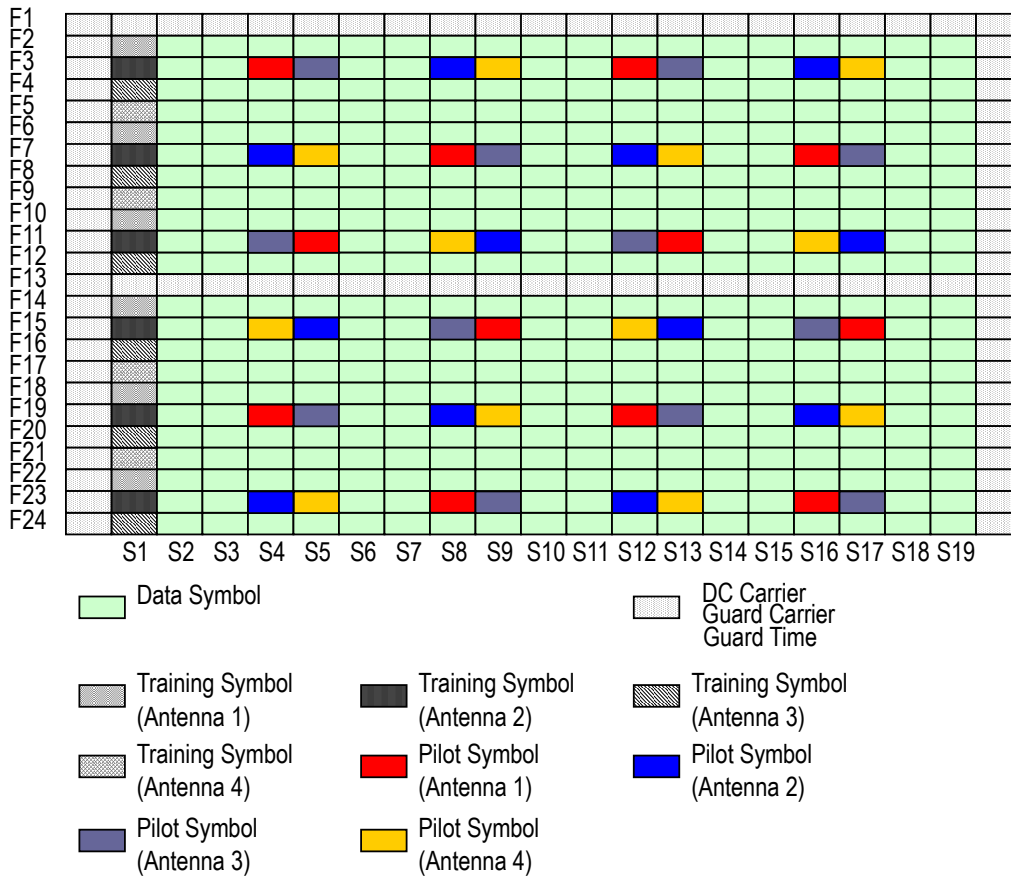 F1
F2
F3
F4
F5
F6
F7
F8
F9
F10
F11
F12
F13
F14
F15
F16
F17
F18
F19
F20
F21
F22
F23
F24
S1 S2 S3 S4 S5 S6 S7 S8 S9 S10 S11 S12 S13 S14 S15 S16 S17 S18 S19
Data Symbol
DC Carrier
Guard Carrier
Guard Time
Training Symbol
(Antenna 1)
Training Symbol
(Antenna 2)
Training Symbol
(Antenna 3)
Training Symbol
(Antenna 4)
Pilot Symbol
(Antenna 1)
Pilot Symbol
(Antenna 2)
Pilot Symbol
(Antenna 3)
Pilot Symbol
(Antenna 4)